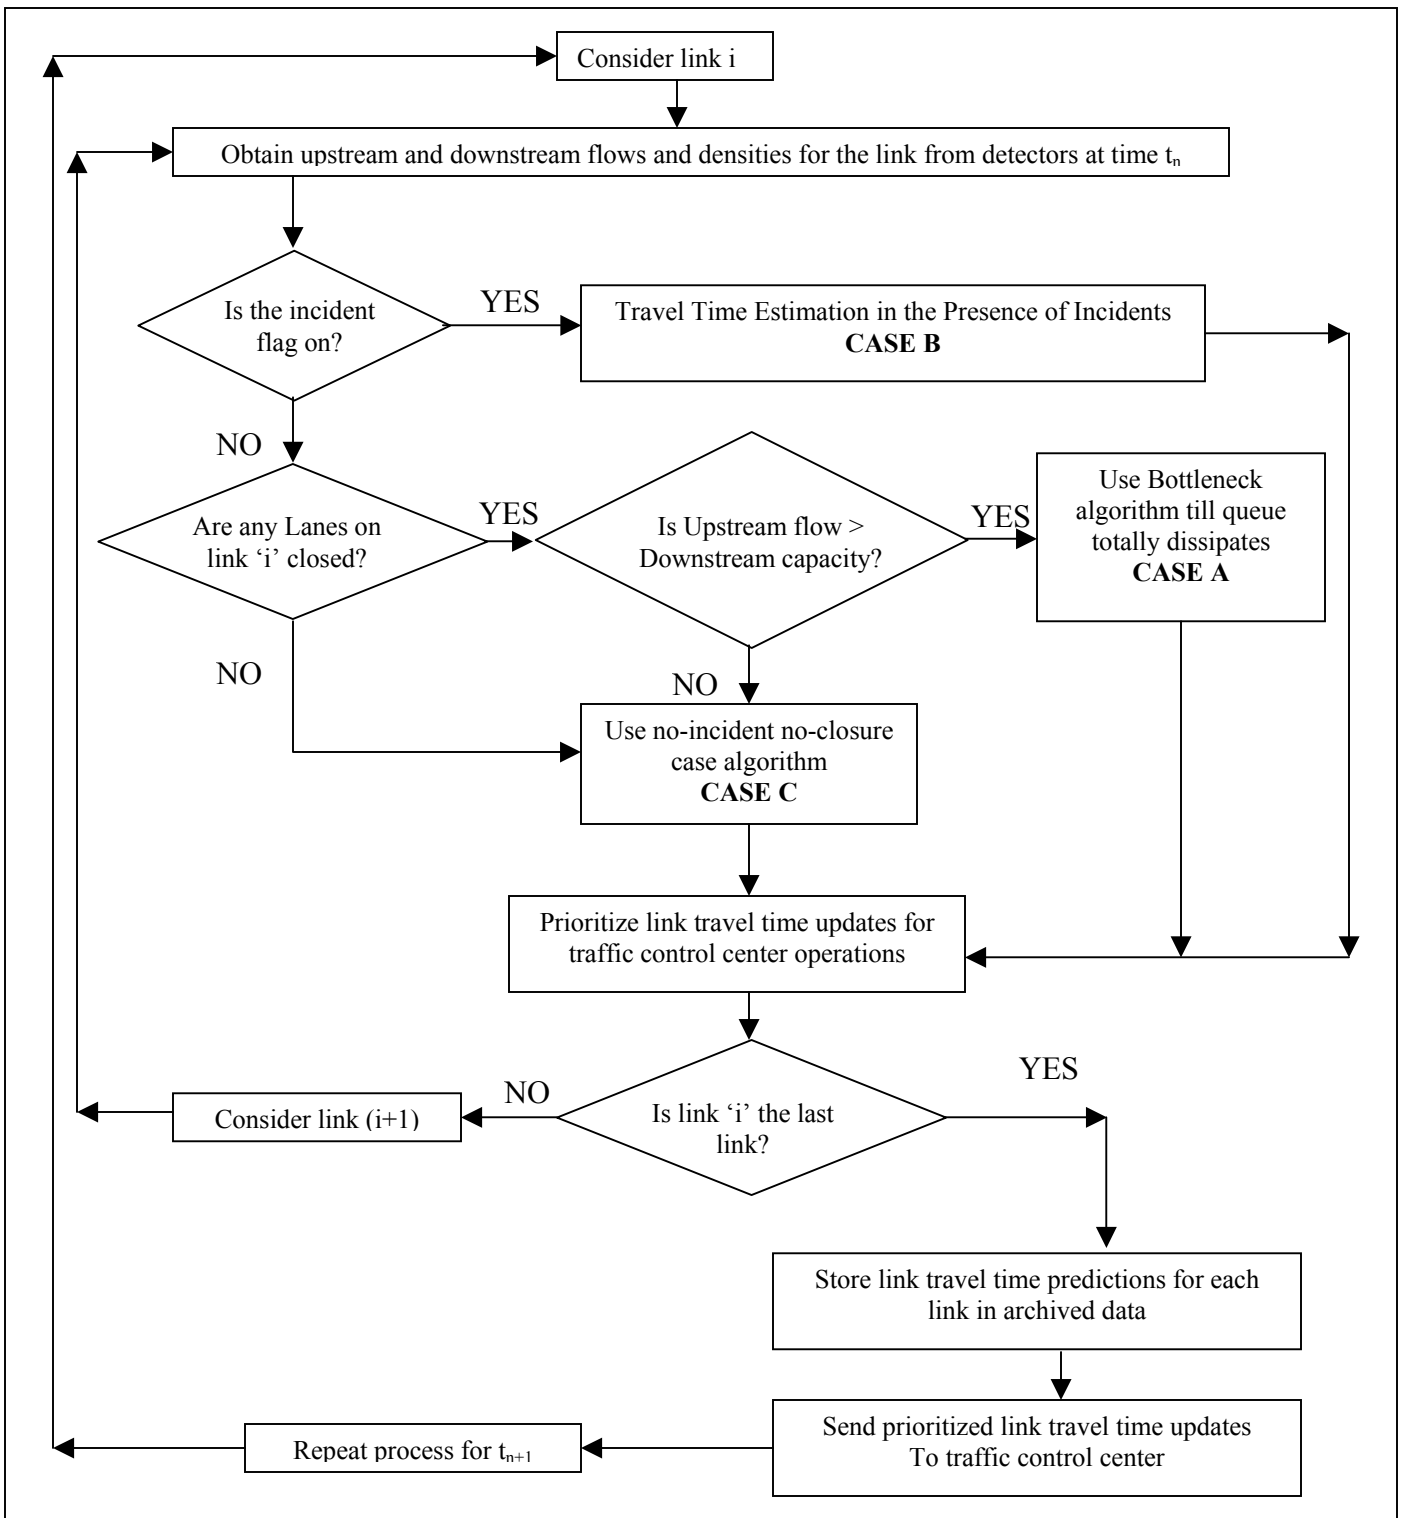 Consider link i
Obtain upstream and downstream flows and densities for the link from detectors at time tₙ
Is the incident
flag on?
YES
Travel Time Estimation in the Presence of Incidents
CASE B
NO
Are any Lanes on
link ‘i’ closed?
YES
Is Upstream flow >
Downstream capacity?
YES
Use Bottleneck
algorithm till queue
totally dissipates
CASE A
NO
NO
Use no-incident no-closure
case algorithm
CASE C
Prioritize link travel time updates for
traffic control center operations
Is link ‘i’ the last
link?
NO
YES
Consider link (i+1)
Store link travel time predictions for each
link in archived data
Send prioritized link travel time updates
To traffic control center
Repeat process for tₙ₊₁